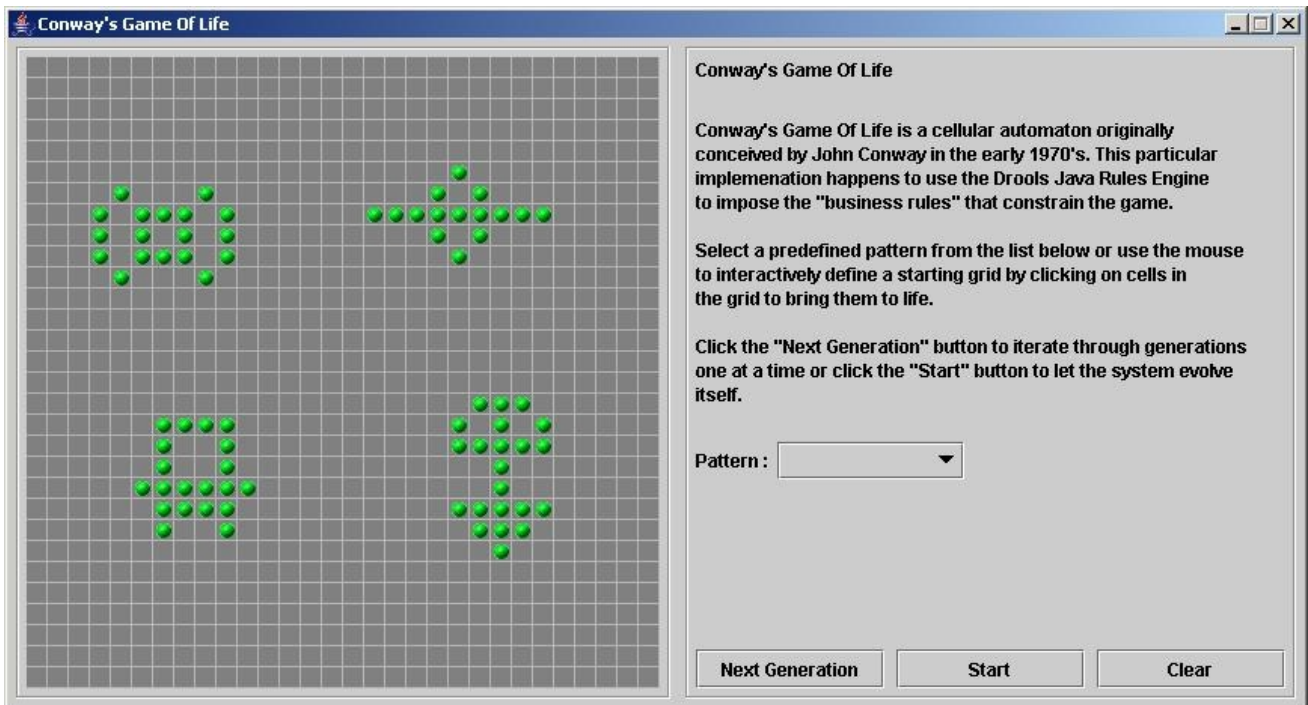 Conway's Game Of Life
Conway's Game Of Life
Conway's Game Of Life is a cellular automaton originally
conceived by John Conway in the early 1970's. This particular
implemenation happens to use the Drools Java Rules Engine
to impose the "business rules" that constrain the game.
Select a predefined pattern from the list below or use the mouse
to interactively define a starting grid by clicking on cells in
the grid to bring them to life.
Click the "Next Generation" button to iterate through generations
one at a time or click the "Start" button to let the system evolve
itself.
Pattern :
Next Generation
Start
Clear